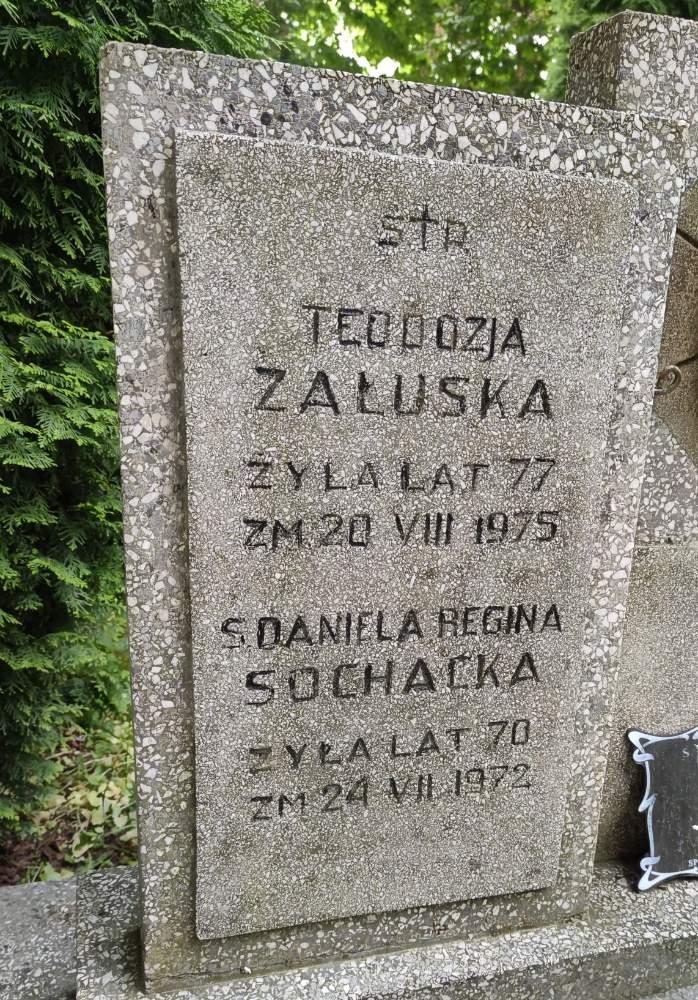 S†P
TEODOZJA
ZAŁUSKA
ŻYŁA LAT 77
ZM 20 VIII 1975
S. DANIELA REGINA
SOCHACKA
ŻYŁA LAT 70
ZM 24 VII 1972